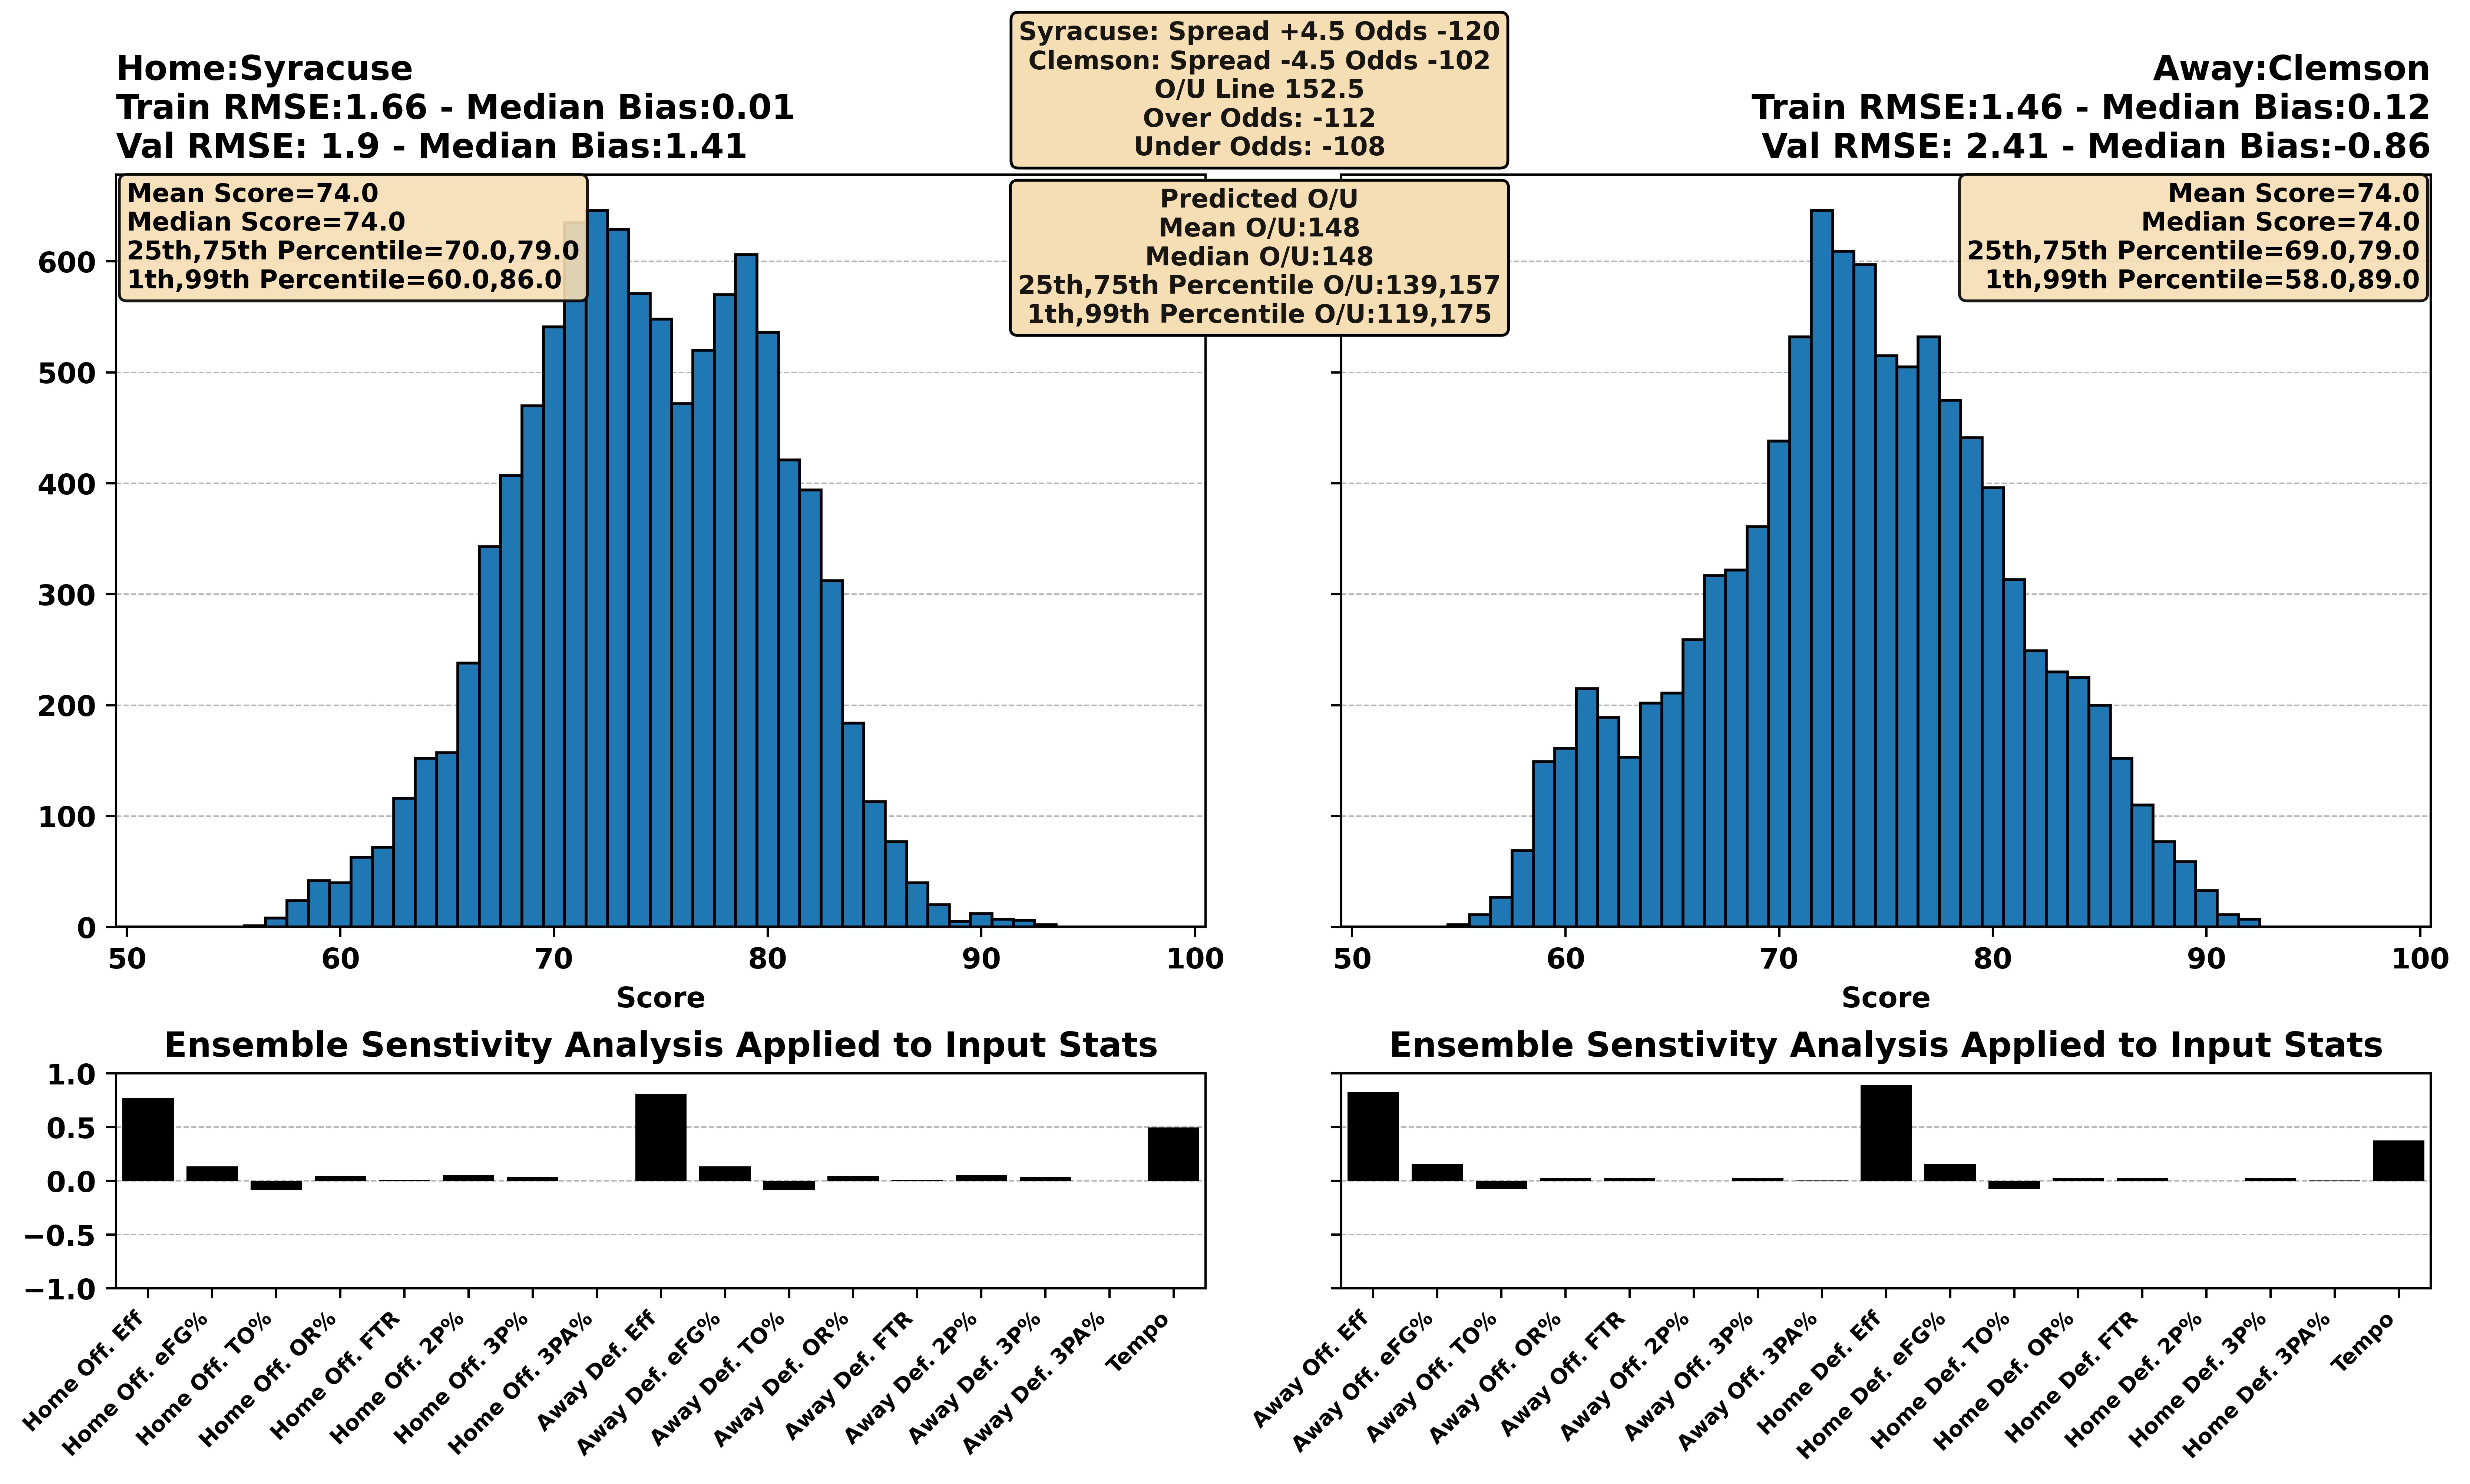 Syracuse: Spread +4.5 Odds -120
Clemson: Spread -4.5 Odds -102
O/U Line 152.5
Over Odds: -112
Under Odds: -108
Home:Syracuse
Train RMSE:1.66 - Median Bias:0.01
Val RMSE: 1.9 - Median Bias:1.41
Away:Clemson
Train RMSE:1.46 - Median Bias:0.12
Val RMSE: 2.41 - Median Bias:-0.86
Mean Score=74.0
Median Score=74.0
25th,75th Percentile=70.0,79.0
1th,99th Percentile=60.0,86.0
Predicted O/U
Mean O/U:148
Median O/U:148
25th,75th Percentile O/U:139,157
1th,99th Percentile O/U:119,175
Mean Score=74.0
Median Score=74.0
25th,75th Percentile=69.0,79.0
1th,99th Percentile=58.0,89.0
600
500
400
300
200
100
0
50 60 70 80 90 100
Score
50 60 70 80 90 100
Score
Ensemble Senstivity Analysis Applied to Input Stats
1.0
0.5
0.0
−0.5
−1.0
Home Off. Eff
Home Off. eFG%
Home Off. TO%
Home Off. OR%
Home Off. FTR
Home Off. 2P%
Home Off. 3P%
Home Off. 3PA%
Away Def. Eff
Away Def. eFG%
Away Def. TO%
Away Def. OR%
Away Def. FTR
Away Def. 2P%
Away Def. 3P%
Away Def. 3PA%
Tempo
Ensemble Senstivity Analysis Applied to Input Stats
Away Off. Eff
Away Off. eFG%
Away Off. TO%
Away Off. OR%
Away Off. FTR
Away Off. 2P%
Away Off. 3P%
Away Off. 3PA%
Home Def. Eff
Home Def. eFG%
Home Def. TO%
Home Def. OR%
Home Def. FTR
Home Def. 2P%
Home Def. 3P%
Home Def. 3PA%
Tempo